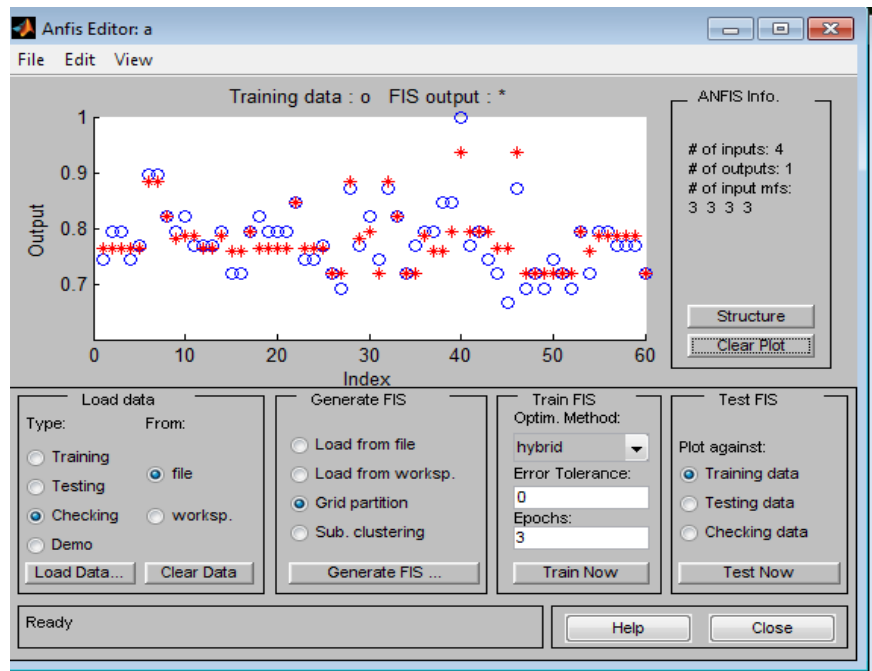 Anfis Editor: a
File Edit View
Training data : o FIS output : *
1
0.9
0.8
0.7
Output
0 10 20 30 40 50 60
Index
ANFIS Info.
# of inputs: 4
# of outputs: 1
# of input mfs:
3 3 3 3
Structure
Clear Plot
Load data
Type: From:
Training
Testing
Checking
Demo
file
worksp.
Load Data... Clear Data
Generate FIS
Load from file
Load from worksp.
Grid partition
Sub. clustering
Generate FIS ...
Train FIS
Optim. Method:
hybrid
Error Tolerance:
0
Epochs:
3
Train Now
Test FIS
Plot against:
Training data
Testing data
Checking data
Test Now
Ready
Help Close